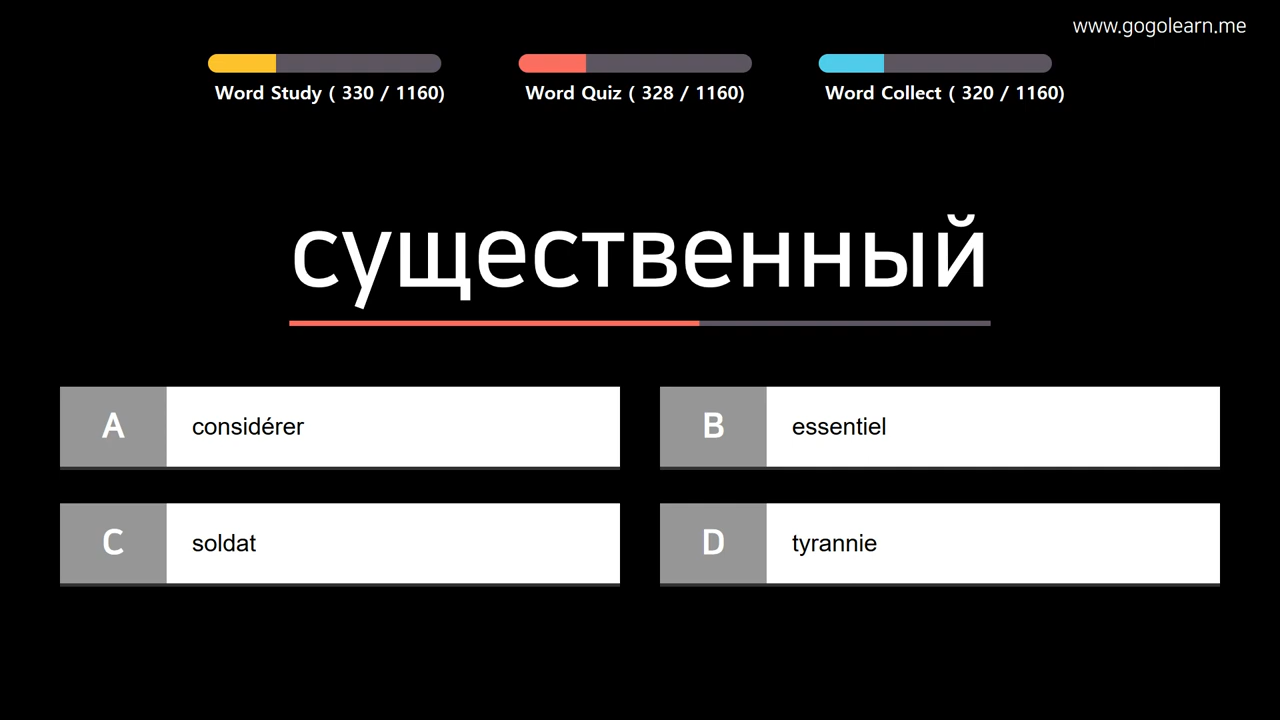 www.gogolearn.me
Word Study ( 330 / 1160)
Word Quiz ( 328 / 1160)
Word Collect ( 320 / 1160)
существенный
A considérer
B essentiel
C soldat
D tyrannie